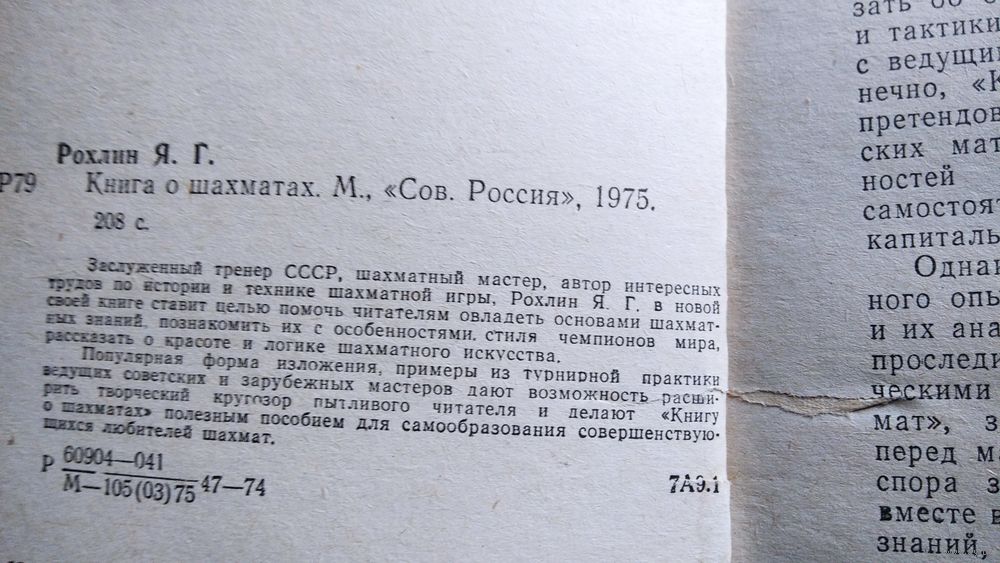 Рохлин Я. Г.
Р79 Книга о шахматах. М., «Сов. Россия», 1975.
208 с.
Заслуженный тренер СССР, шахматный мастер, автор интересных
трудов по истории и технике шахматной игры, Рохлин Я. Г. в новой
своей книге ставит целью помочь читателям овладеть основами шахмат-
ных знаний, познакомить их с особенностями стиля чемпионов мира,
рассказать о красоте и логике шахматного искусства.
Популярная форма изложения, примеры из турнирной практики
ведущих советских и зарубежных мастеров дают возможность расши-
рить творческий кругозор пытливого читателя и делают «Книгу
о шахматах» полезным пособием для самообразования совершенствую-
щихся любителей шахмат.
Р 60904—041
М—105(03)75 47—74
7А9.1
зать об
и тактики
с ведущи
нечно, «К
претендов
ских мат
ностей
самостоят
капиталь
Однак
ного опы
и их ана
проследи
ческими
мат», з
перед м
спора з
вместе в
знаний,